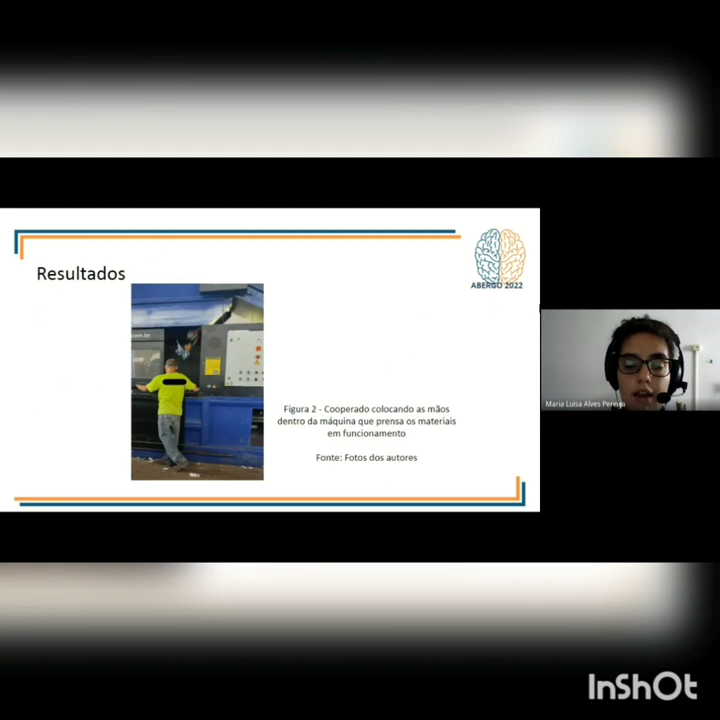 Resultados
ABERGO 2022
Figura 2 - Cooperado colocando as mãos
dentro da máquina que prensa os materiais
em funcionamento
Fonte: Fotos dos autores
Maria Luisa Alves Pereira
InShOt